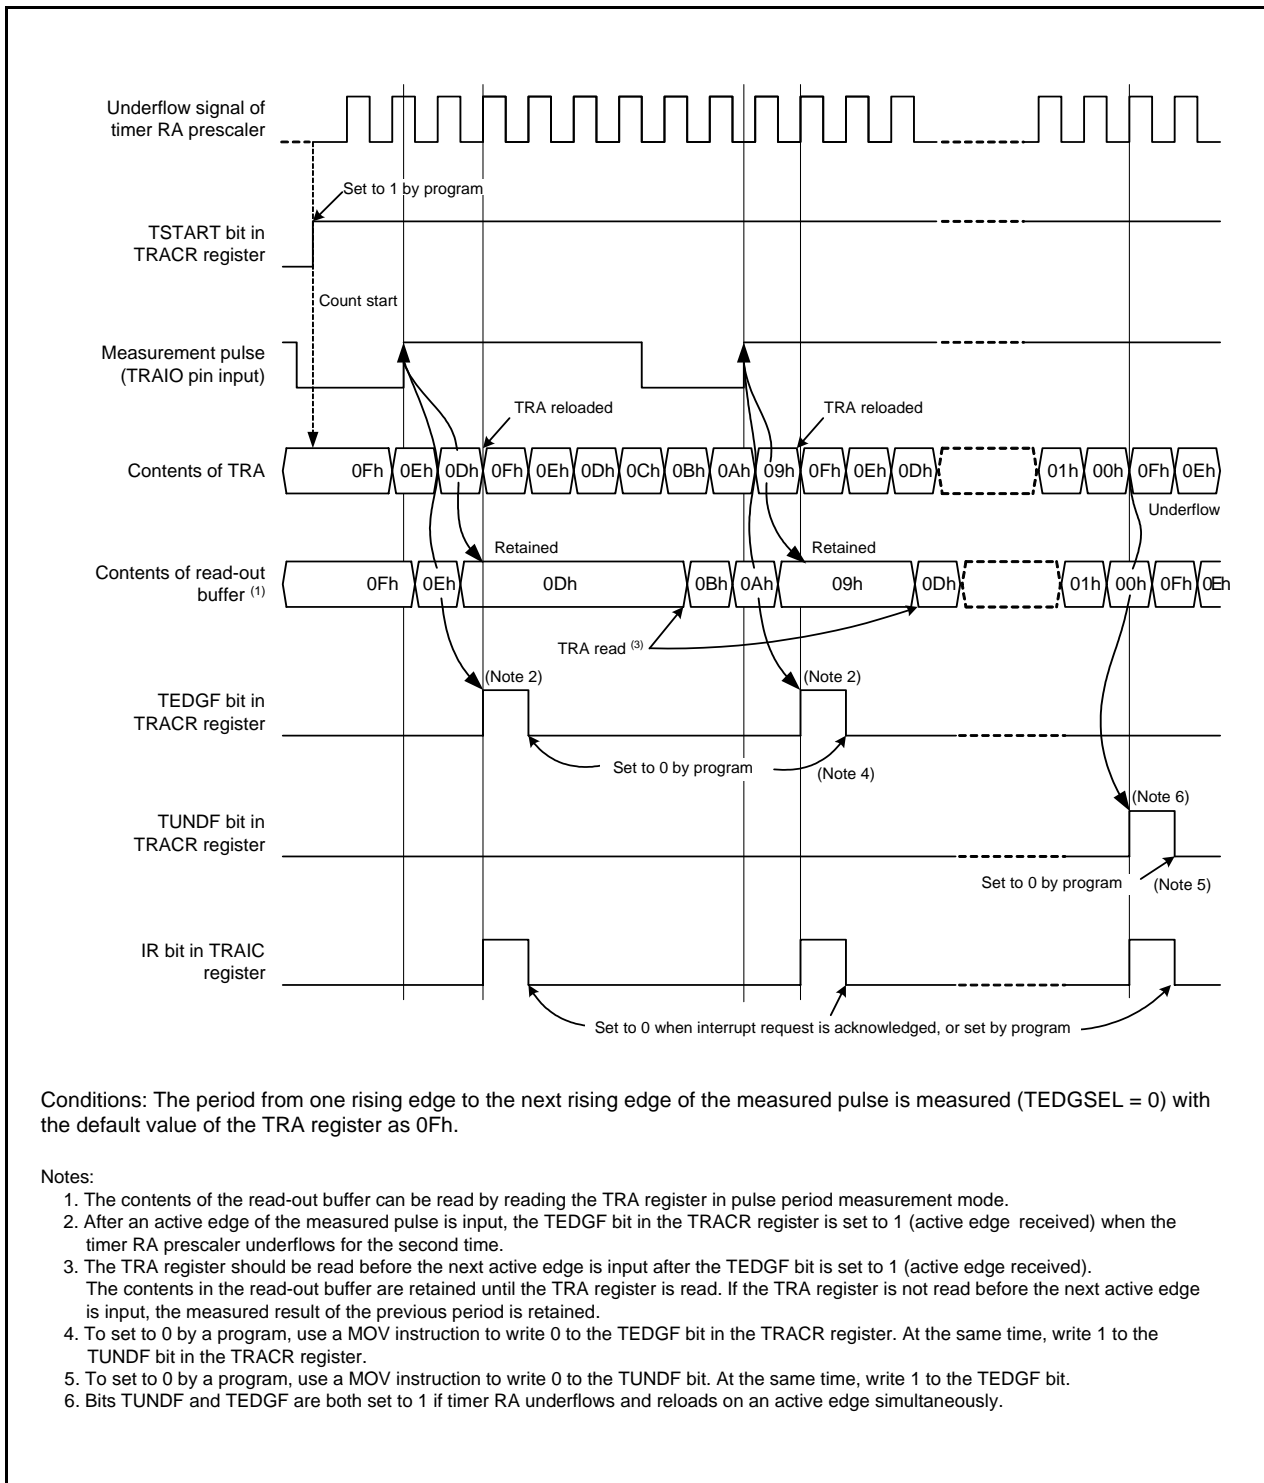 Underflow signal of
timer RA prescaler
Set to 1 by program
TSTART bit in
TRACR register
Count start
Measurement pulse
(TRAIO pin input)
TRA reloaded
TRA reloaded
Contents of TRA
0Fh 0Eh 0Dh 0Fh 0Eh 0Dh 0Ch 0Bh 0Ah 09h 0Fh 0Eh 0Dh 01h 00h 0Fh 0Eh
Underflow
Retained
Retained
Contents of read-out
buffer (1)
0Fh 0Eh 0Dh 0Bh 0Ah 09h 0Dh 01h 00h 0Fh 0Eh
TRA read (3)
(Note 2)
(Note 2)
TEDGF bit in
TRACR register
Set to 0 by program
(Note 4)
(Note 6)
TUNDF bit in
TRACR register
Set to 0 by program
(Note 5)
IR bit in TRAIC
register
Set to 0 when interrupt request is acknowledged, or set by program
Conditions: The period from one rising edge to the next rising edge of the measured pulse is measured (TEDGSEL = 0) with
the default value of the TRA register as 0Fh.
Notes:
1. The contents of the read-out buffer can be read by reading the TRA register in pulse period measurement mode.
2. After an active edge of the measured pulse is input, the TEDGF bit in the TRACR register is set to 1 (active edge received) when the
timer RA prescaler underflows for the second time.
3. The TRA register should be read before the next active edge is input after the TEDGF bit is set to 1 (active edge received).
The contents in the read-out buffer are retained until the TRA register is read. If the TRA register is not read before the next active edge
is input, the measured result of the previous period is retained.
4. To set to 0 by a program, use a MOV instruction to write 0 to the TEDGF bit in the TRACR register. At the same time, write 1 to the
TUNDF bit in the TRACR register.
5. To set to 0 by a program, use a MOV instruction to write 0 to the TUNDF bit. At the same time, write 1 to the TEDGF bit.
6. Bits TUNDF and TEDGF are both set to 1 if timer RA underflows and reloads on an active edge simultaneously.